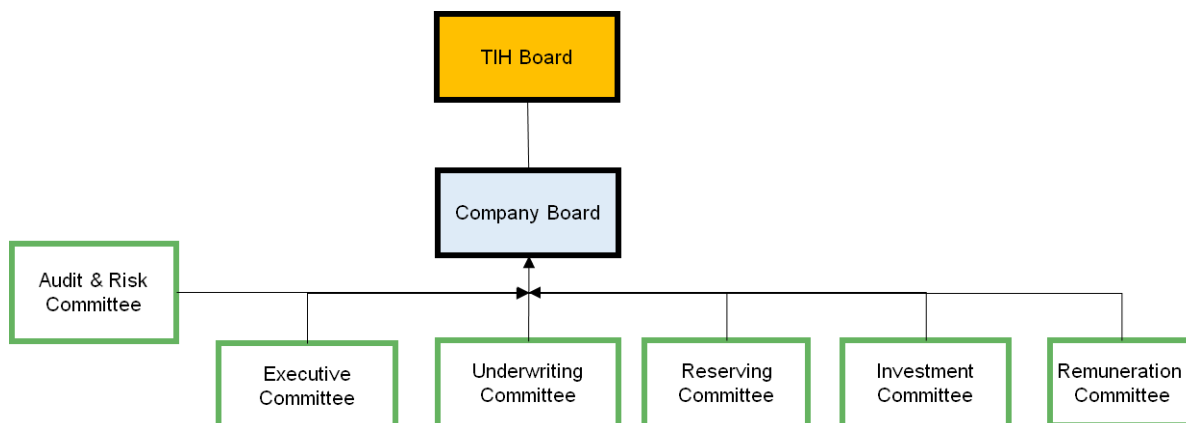 TIH Board
Company Board
Audit & Risk
Committee
Executive
Committee
Underwriting
Committee
Reserving
Committee
Investment
Committee
Remuneration
Committee